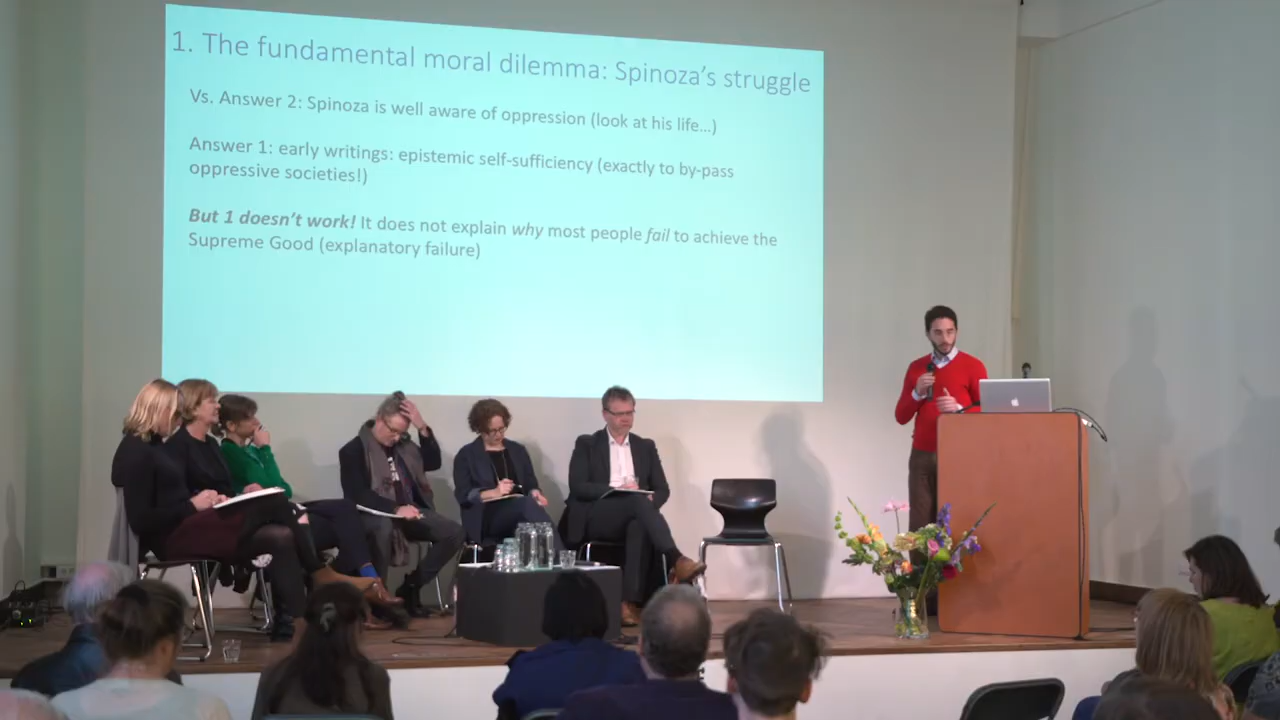 1. The fundamental moral dilemma: Spinoza's struggle
Vs. Answer 2: Spinoza is well aware of oppression (look at his life…)
Answer 1: early writings: epistemic self-sufficiency (exactly to by-pass
oppressive societies!)
But 1 doesn't work! It does not explain why most people fail to achieve the
Supreme Good (explanatory failure)